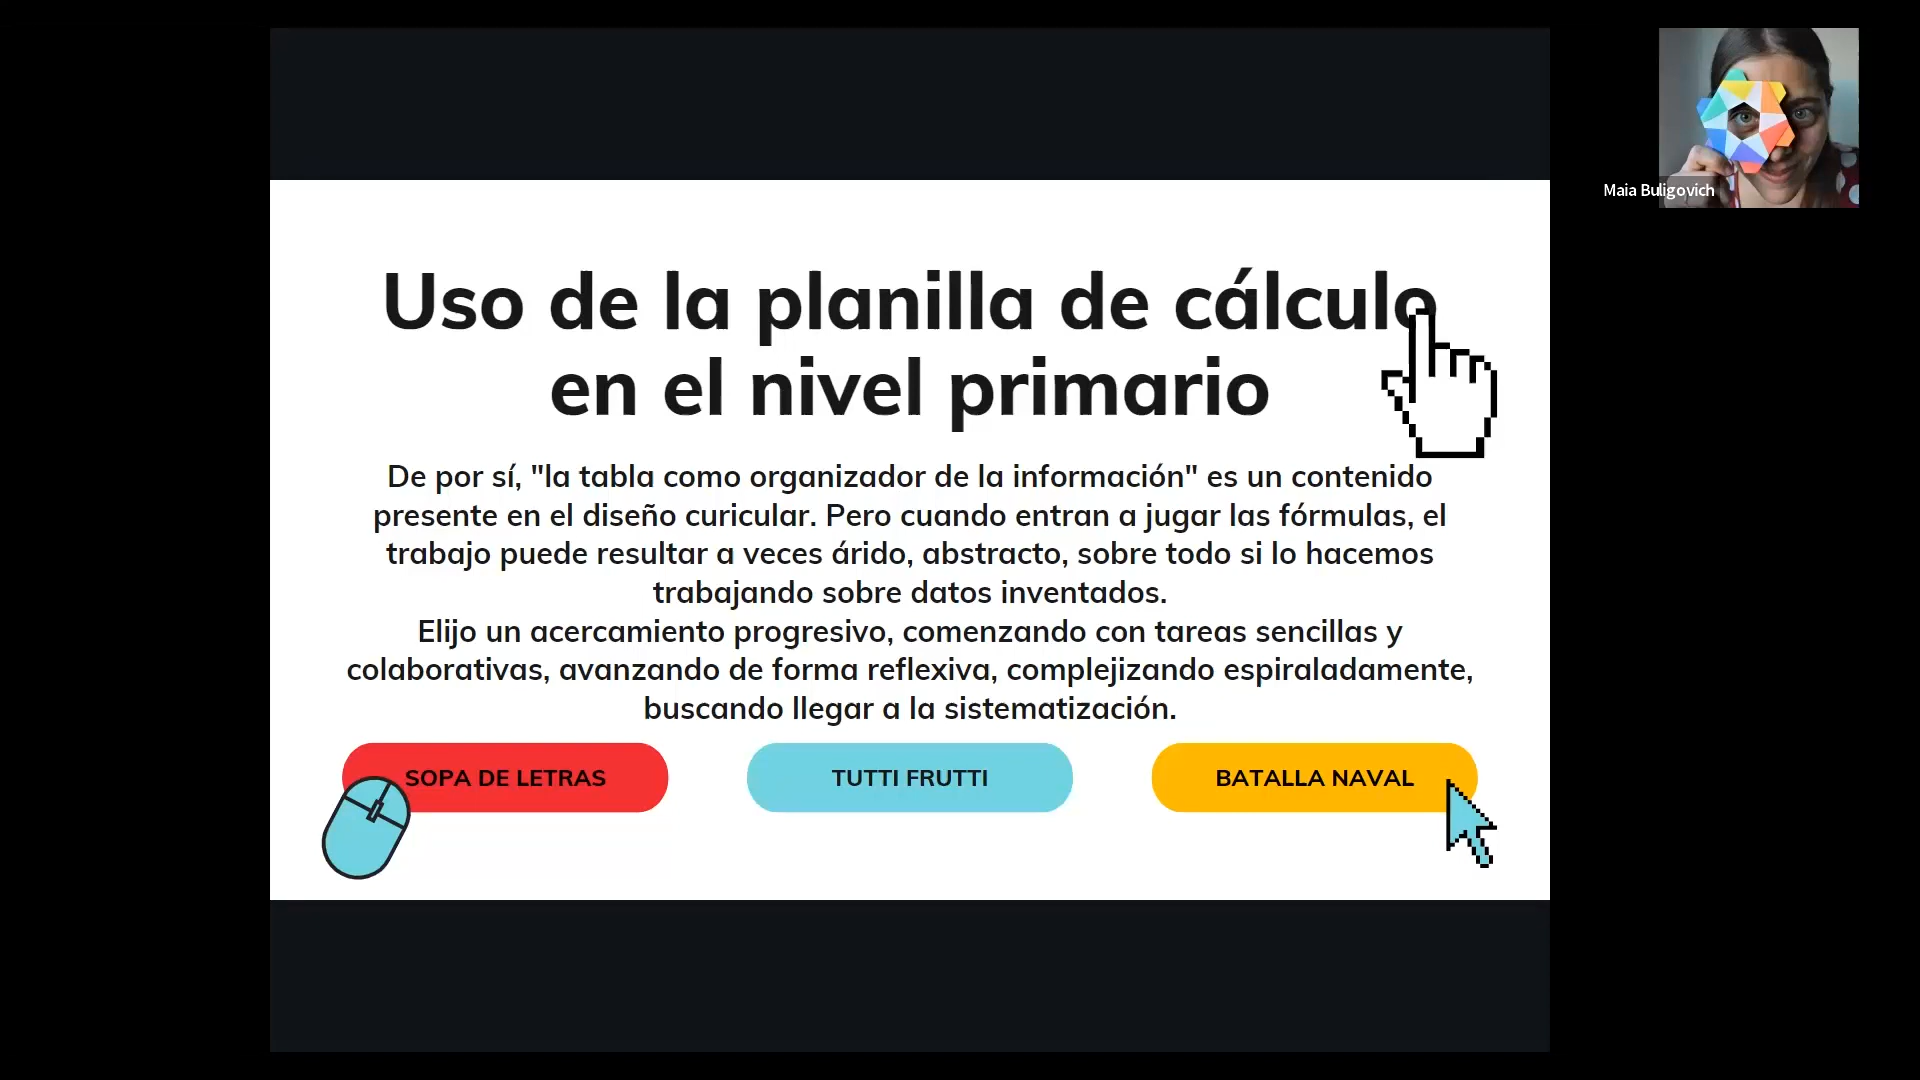 Uso de la planilla de cálculo
en el nivel primario
De por sí, "la tabla como organizador de la información" es un contenido
presente en el diseño curicular. Pero cuando entran a jugar las fórmulas, el
trabajo puede resultar a veces árido, abstracto, sobre todo si lo hacemos
trabajando sobre datos inventados.
Elijo un acercamiento progresivo, comenzando con tareas sencillas y
colaborativas, avanzando de forma reflexiva, complejizando espiraladamente,
buscando llegar a la sistematización.
SOPA DE LETRAS
TUTTI FRUTTI
BATALLA NAVAL
Maia Buligovich